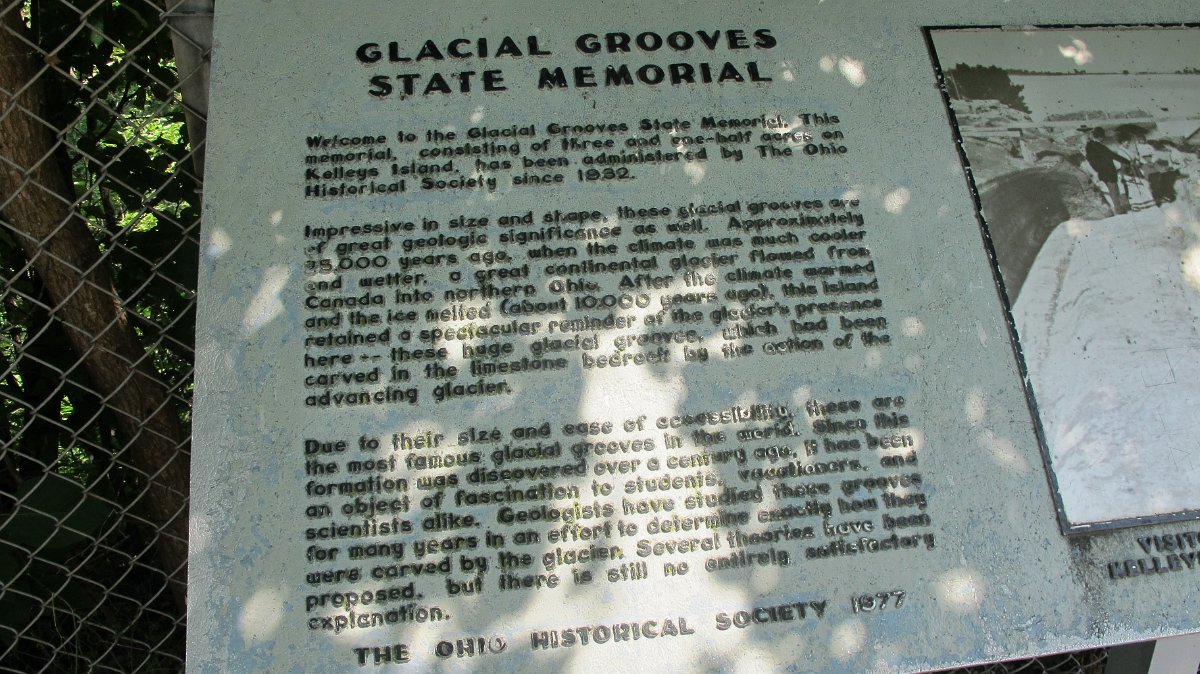 GLACIAL GROOVES
STATE MEMORIAL
Welcome to the Glacial Grooves State Memorial. This
memorial, consisting of three and one-half acres on
Kelleys Island, has been administered by The Ohio
Historical Society since 1932.
Impressive in size and shape, these glacial grooves are
of great geologic significance as well. Approximately
35,000 years ago, when the climate was much cooler
and wetter, a great continental glacier flowed from
Canada into northern Ohio. After the climate warmed
and the ice melted (about 10,000 years ago), this island
retained a spectacular reminder of the glacier's presence
here -- these huge glacial grooves, which had been
carved in the limestone bedrock by the action of the
advancing glacier.
Due to their size and ease of accessibility, these are
the most famous glacial grooves in the world. Since this
formation was discovered over a century ago, it has been
an object of fascination to students, vacationers, and
scientists alike. Geologists have studied these grooves
for many years in an effort to determine exactly how they
were carved by the glacier. Several theories have been
proposed, but there is still no entirely satisfactory
explanation.
THE OHIO HISTORICAL SOCIETY 1977
VISITO
KELLEY